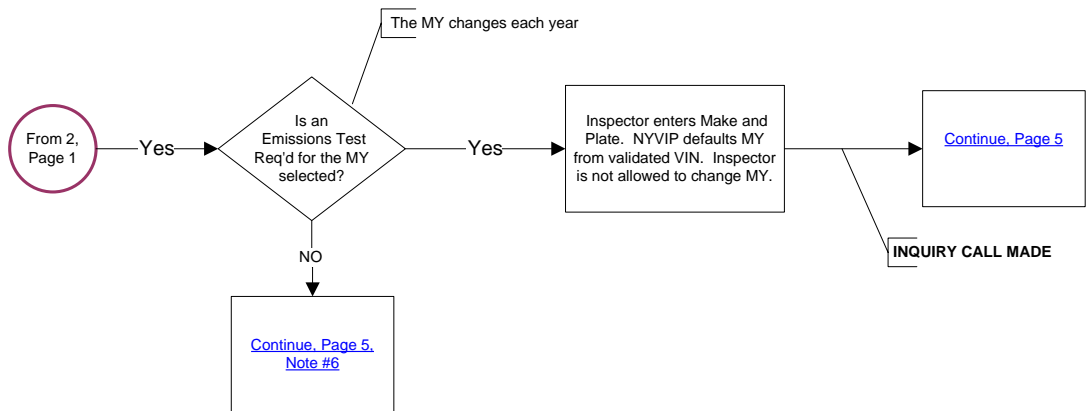 The MY changes each year
From 2,
Page 1
Yes
Is an
Emissions Test
Req'd for the MY
selected?
Yes
Inspector enters Make and
Plate. NYVIP defaults MY
from validated VIN. Inspector
is not allowed to change MY.
Continue, Page 5
INQUIRY CALL MADE
NO
Continue, Page 5,
Note #6